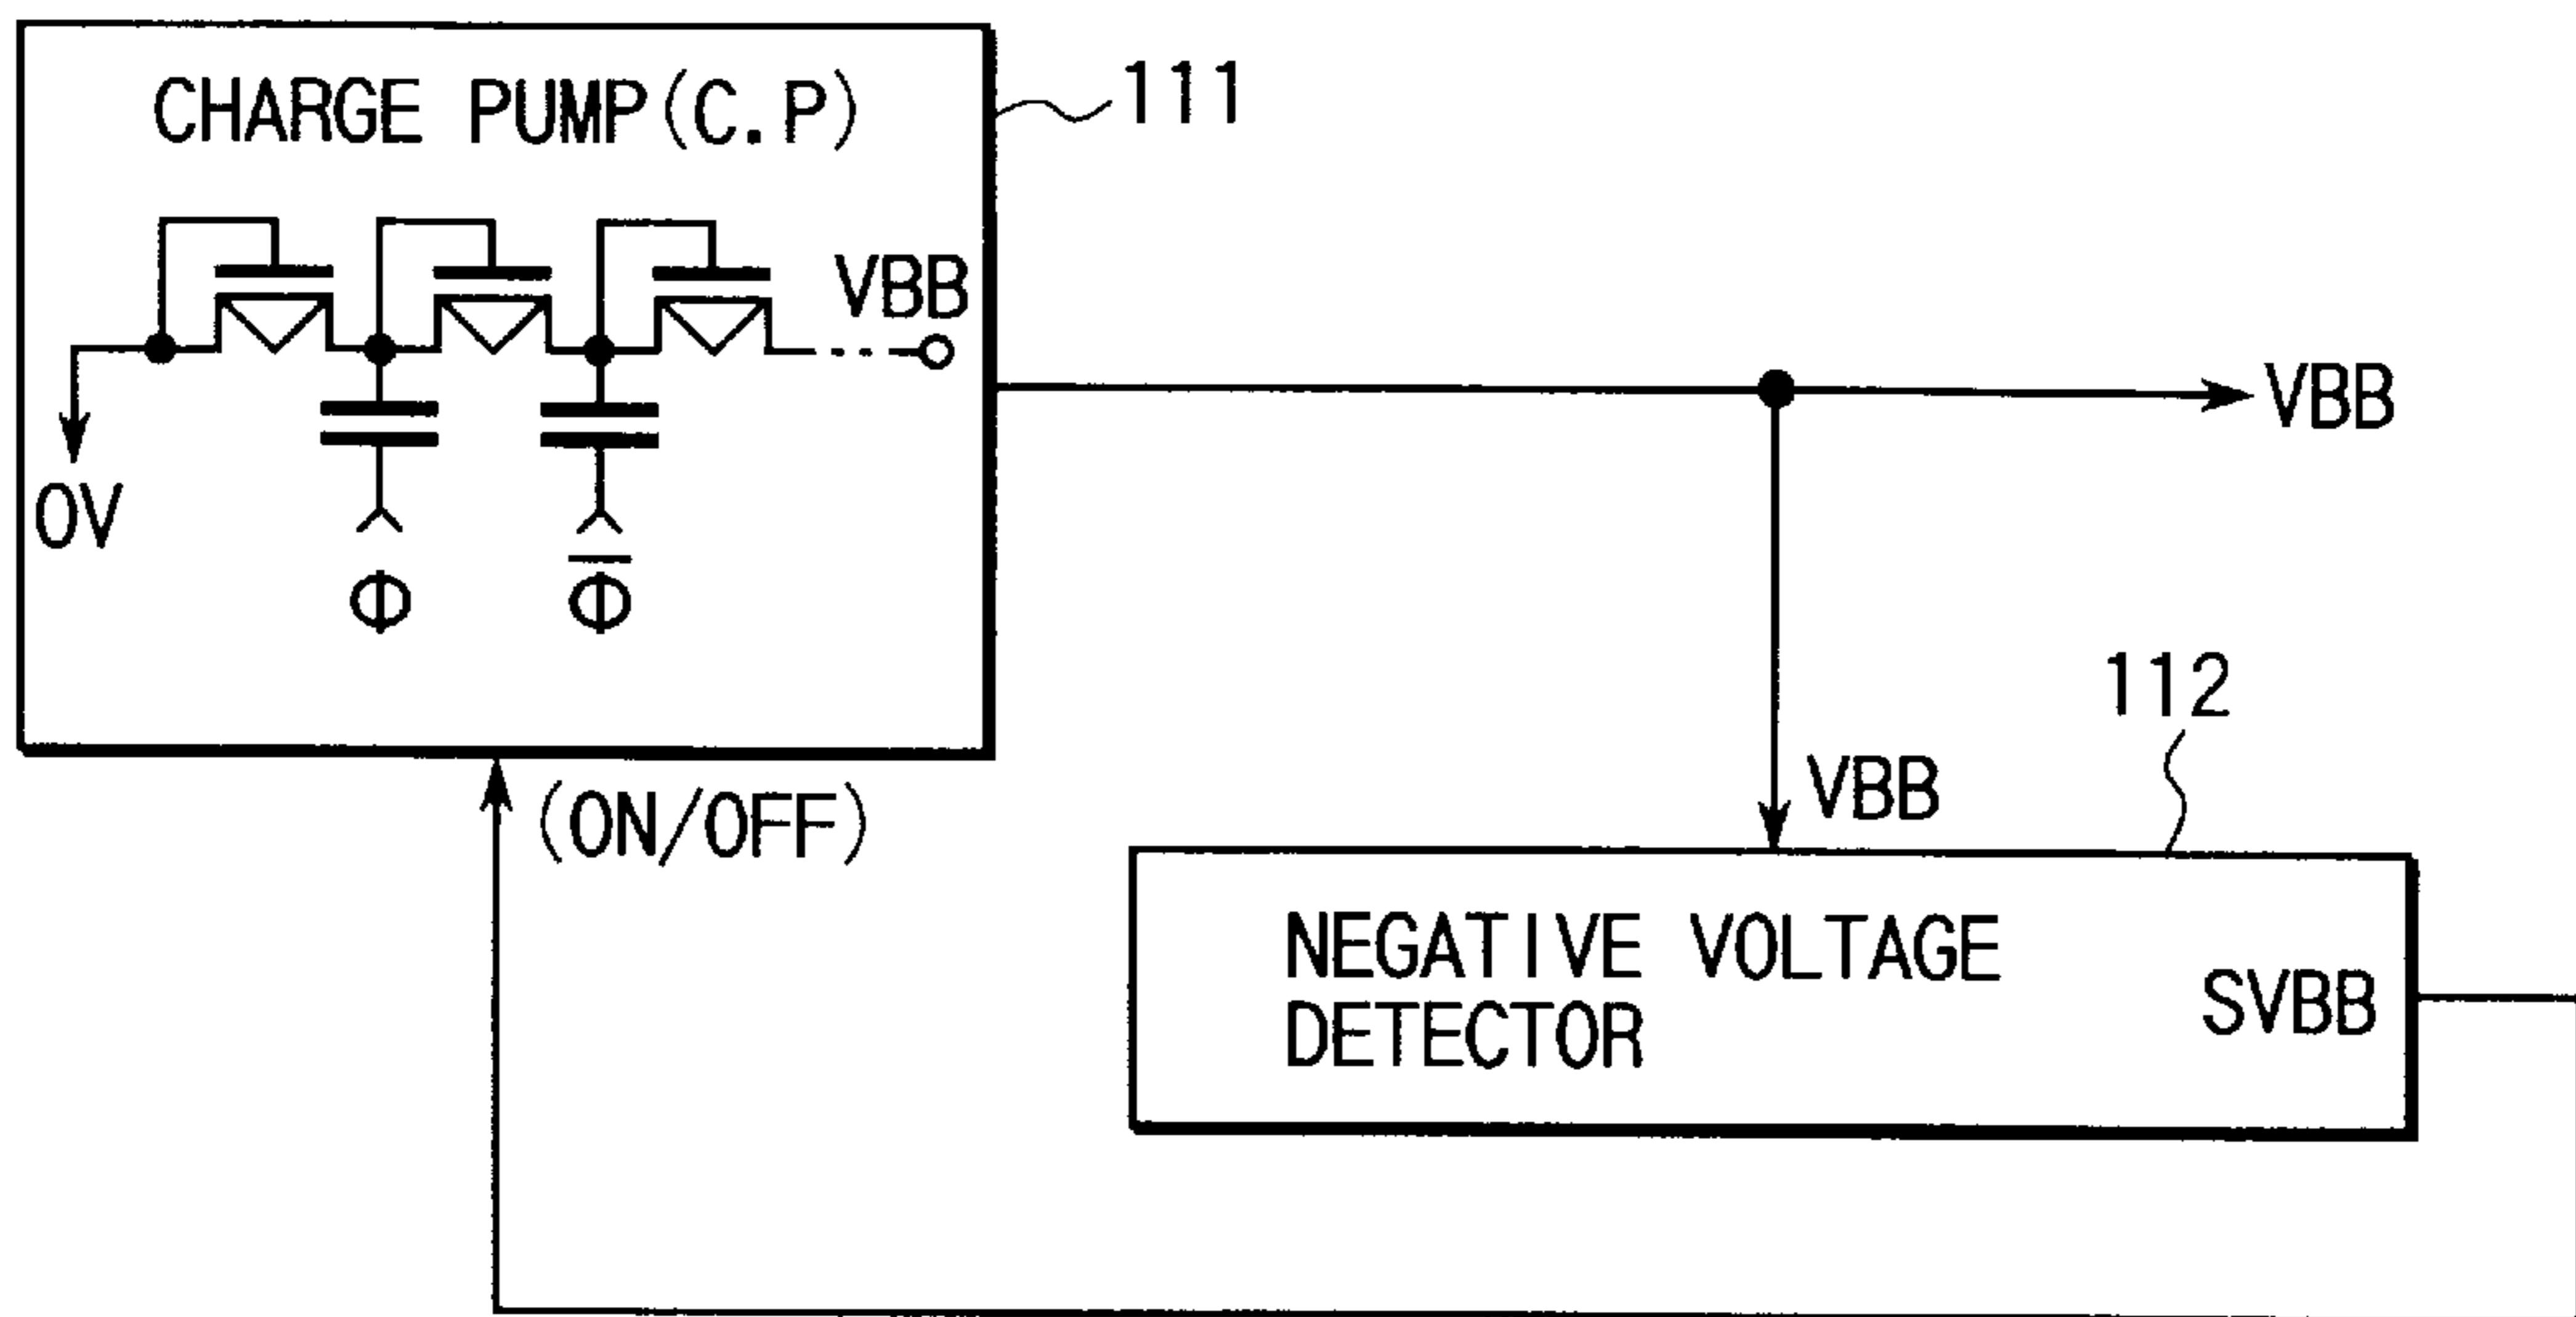 CHARGE PUMP(C.P)
111
VBB
0V
Φ
Φ̅
VBB
(ON/OFF)
VBB
112
NEGATIVE VOLTAGE
DETECTOR
SVBB